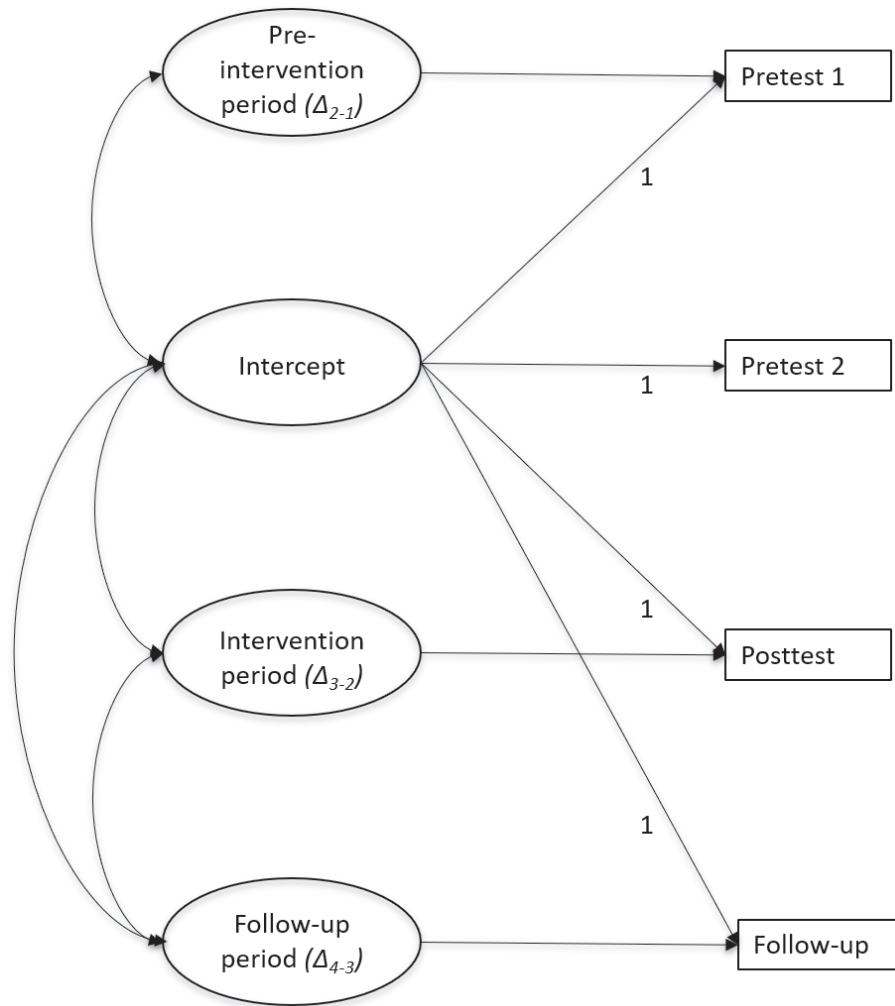 Pre-
intervention
period (Δ2-1)
Pretest 1
1
Intercept
Pretest 2
1
Intervention
period (Δ3-2)
1
Posttest
1
Follow-up
period (Δ4-3)
Follow-up